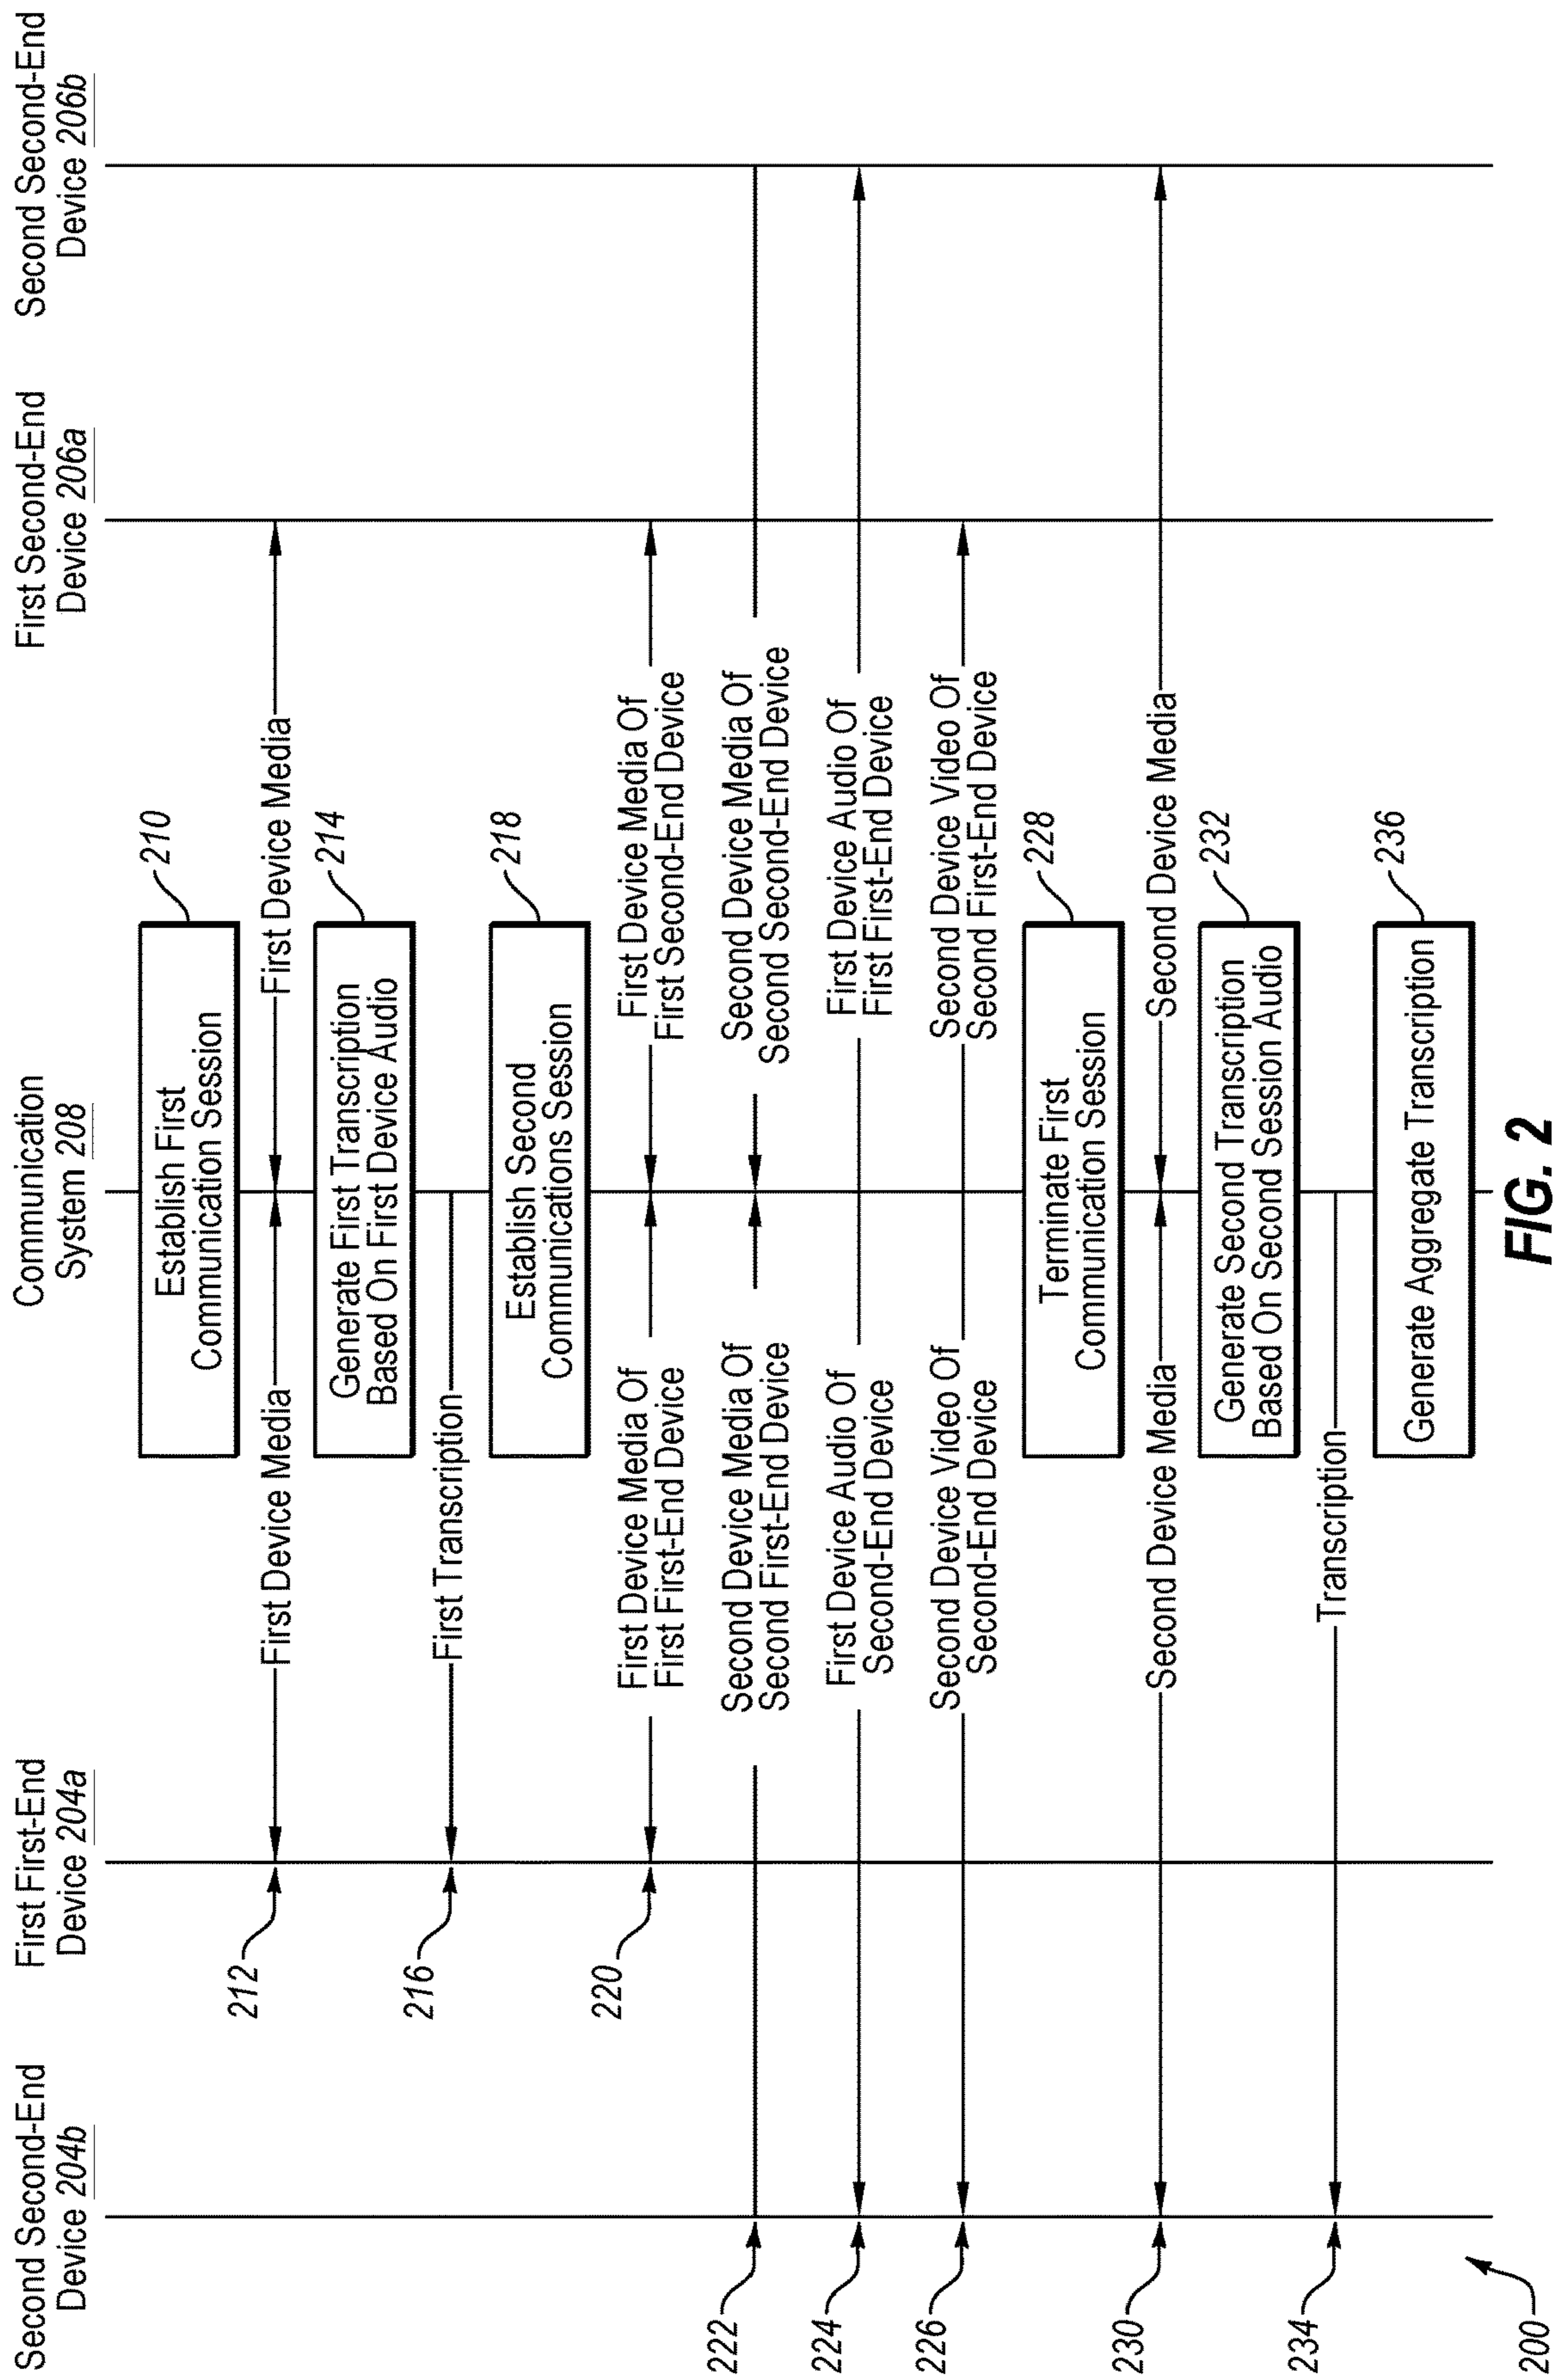 Second Second-End
Device 204b
First First-End
Device 204a
Communication
System 208
First Second-End
Device 206a
Second Second-End
Device 206b
210
Establish First
Communication Session
212
First Device Media
First Device Media
214
Generate First Transcription
Based On First Device Audio
216
First Transcription
218
Establish Second
Communications Session
220
First Device Media Of
First First-End Device
First Device Media Of
First Second-End Device
222
Second Device Media Of
Second First-End Device
Second Device Media Of
Second Second-End Device
224
First Device Audio Of
Second-End Device
First Device Audio Of
First First-End Device
226
Second Device Video Of
Second-End Device
Second Device Video Of
Second First-End Device
228
Terminate First
Communication Session
230
Second Device Media
Second Device Media
232
Generate Second Transcription
Based On Second Session Audio
234
Transcription
236
Generate Aggregate Transcription
200
FIG. 2